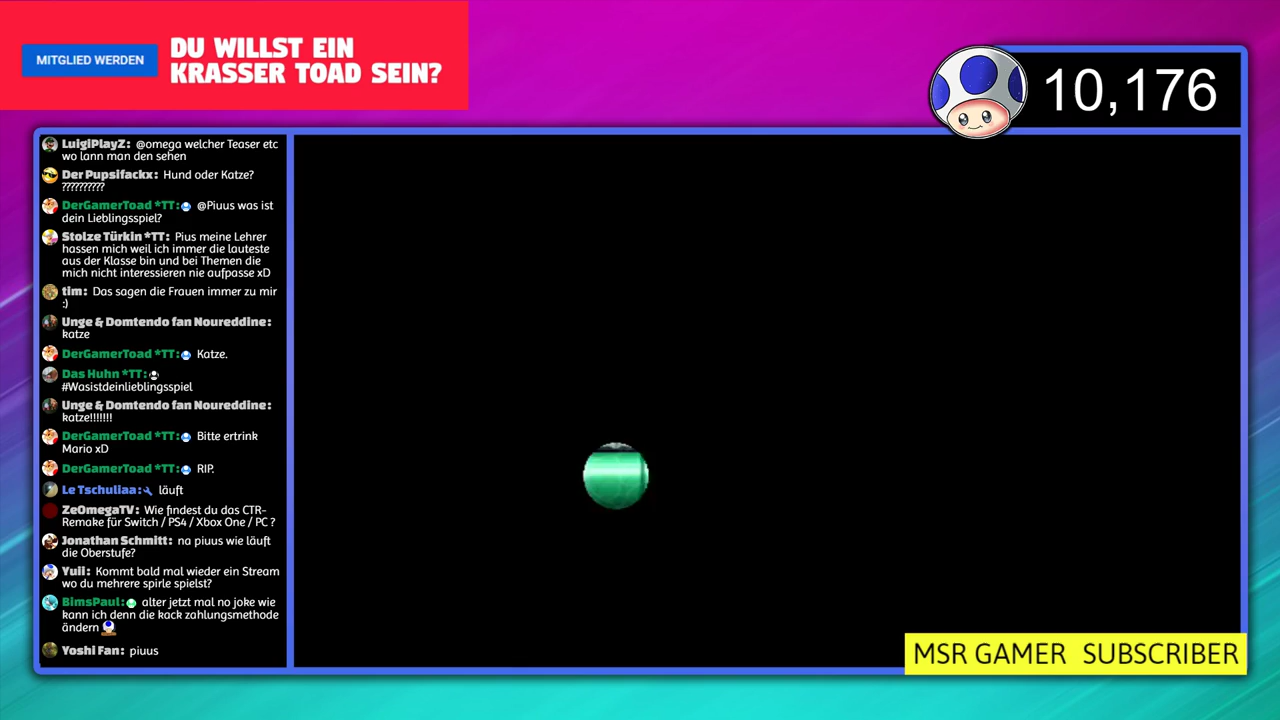 MITGLIED WERDEN
DU WILLST EIN
KRASSER TOAD SEIN?
10,176
LuigiPlayZ: @omega welcher Teaser etc
wo lann man den sehen
Der Pupsifackx: Hund oder Katze?
??????????
DerGamerToad *TT: @Piuus was ist
dein Lieblingsspiel?
Stolze Türkin *TT: Pius meine Lehrer
hassen mich weil ich immer die lauteste
aus der Klasse bin und bei Themen die
mich nicht interessieren nie aufpasse xD
tim: Das sagen die Frauen immer zu mir
:)
Unge & Domtendo fan Noureddine:
katze
DerGamerToad *TT: Katze.
Das Huhn *TT:
#Wasistdeinlieblingsspiel
Unge & Domtendo fan Noureddine:
katze!!!!!!!
DerGamerToad *TT: Bitte ertrink
Mario xD
DerGamerToad *TT: RIP.
Le Tschuliaa: läuft
ZeOmegaTV: Wie findest du das CTR-
Remake für Switch / PS4 / Xbox One / PC ?
Jonathan Schmitt: na piuus wie läuft
die Oberstufe?
Yuii: Kommt bald mal wieder ein Stream
wo du mehrere spirle spielst?
BimsPaul: alter jetzt mal no joke wie
kann ich denn die kack zahlungsmethode
ändern
Yoshi Fan: piuus
MSR GAMER SUBSCRIBER